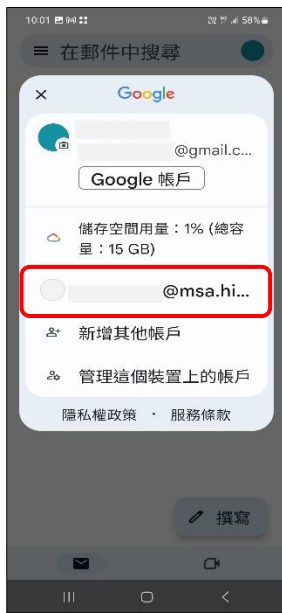 10:01 58%
在郵件中搜尋
Google
@gmail.c...
Google 帳戶
儲存空間用量：1% (總容
量：15 GB)
@msa.hi...
新增其他帳戶
管理這個裝置上的帳戶
隱私權政策 · 服務條款
撰寫